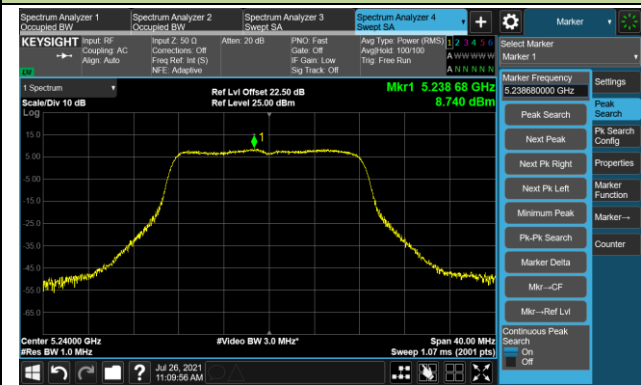 Spectrum Analyzer 1
Occupied BW
Spectrum Analyzer 2
Occupied BW
Spectrum Analyzer 3
Swept SA
Spectrum Analyzer 4
Swept SA
Marker
KEYSIGHT
Input: RF
Coupling: AC
Align: Auto
Input Z: 50 Ω
Corrections: Off
Freq Ref: Int (S)
NFE: Adaptive
Atten: 20 dB
PNO: Fast
Gate: Off
IF Gain: Low
Sig Track: Off
Avg Type: Power (RMS)
Avg|Hold: 100/100
Trig: Free Run
1 2 3 4 5 6
A W W W W W
A N N N N N
Select Marker
Marker 1
1 Spectrum
Scale/Div 10 dB
Log
Ref Lvl Offset 22.50 dB
Ref Level 25.00 dBm
Mkr1 5.238 68 GHz
8.740 dBm
1
15.0
5.00
-5.00
-15.0
-25.0
-35.0
-45.0
-55.0
-65.0
Center 5.24000 GHz
#Res BW 1.0 MHz
#Video BW 3.0 MHz*
Span 40.00 MHz
Sweep 1.07 ms (2001 pts)
Marker Frequency
5.238680000 GHz
Peak Search
Next Peak
Next Pk Right
Next Pk Left
Minimum Peak
Pk-Pk Search
Marker Delta
Mkr→CF
Mkr→Ref Lvl
Continuous Peak
Search
On
Off
Settings
Peak
Search
Pk Search
Config
Properties
Marker
Function
Marker→
Counter
Jul 26, 2021
11:09:56 AM